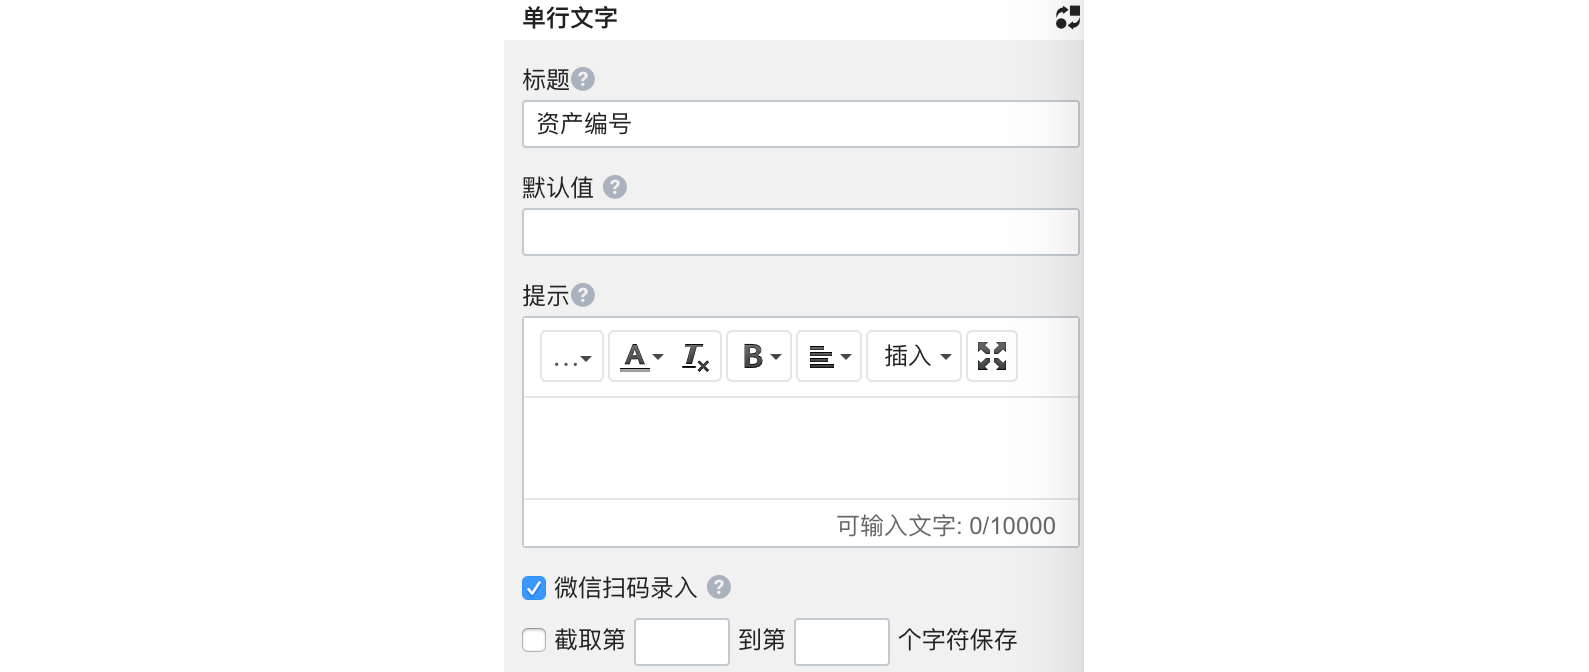 单行文字
标题?
资产编号
默认值 ?
提示?
... A Tx B 插入
可输入文字: 0/10000
微信扫码录入 ?
截取第 到第 个字符保存